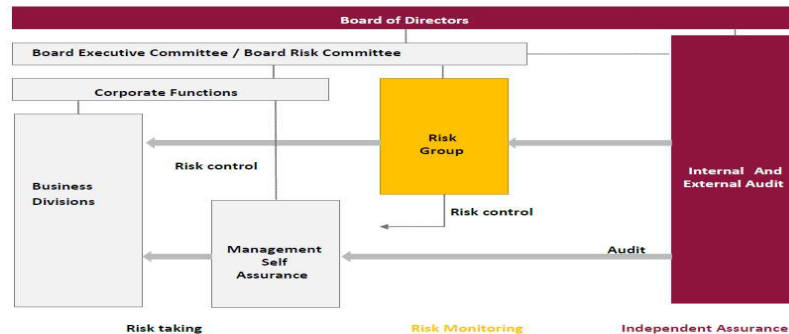 Board of Directors
Board Executive Committee / Board Risk Committee
Corporate Functions
Risk
Group
Risk control
Internal And
External Audit
Business
Divisions
Risk control
Management
Self
Assurance
Audit
Risk taking
Risk Monitoring
Independent Assurance